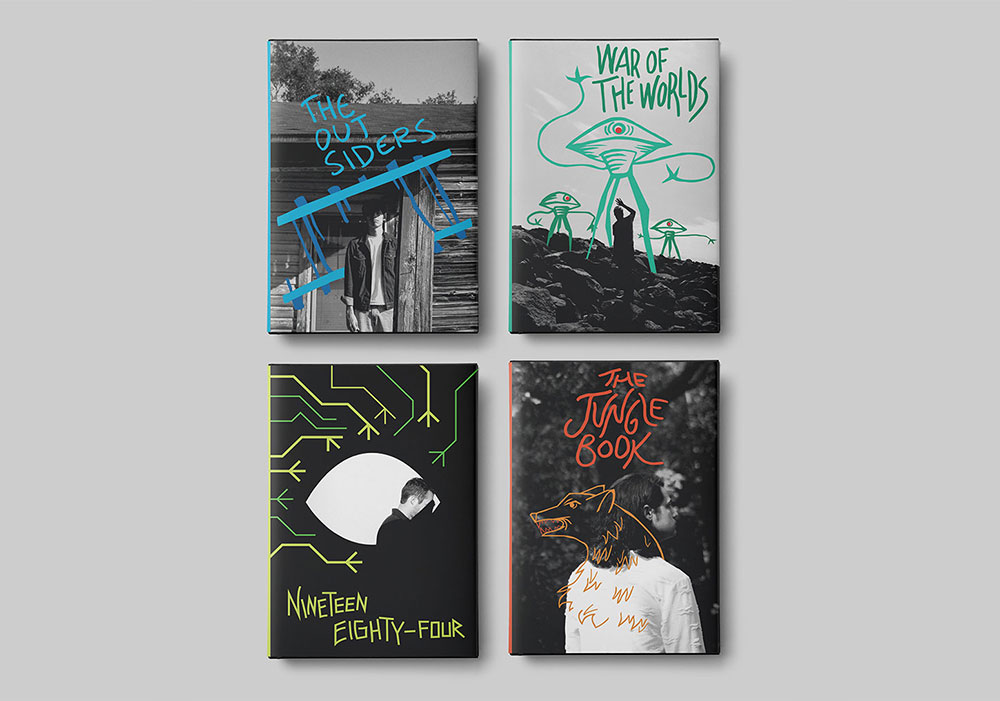 THE
OUT
SIDERS
WAR OF
THE WORLDS
NINETEEN
EIGHTY-FOUR
THE
JUNGLE
BOOK